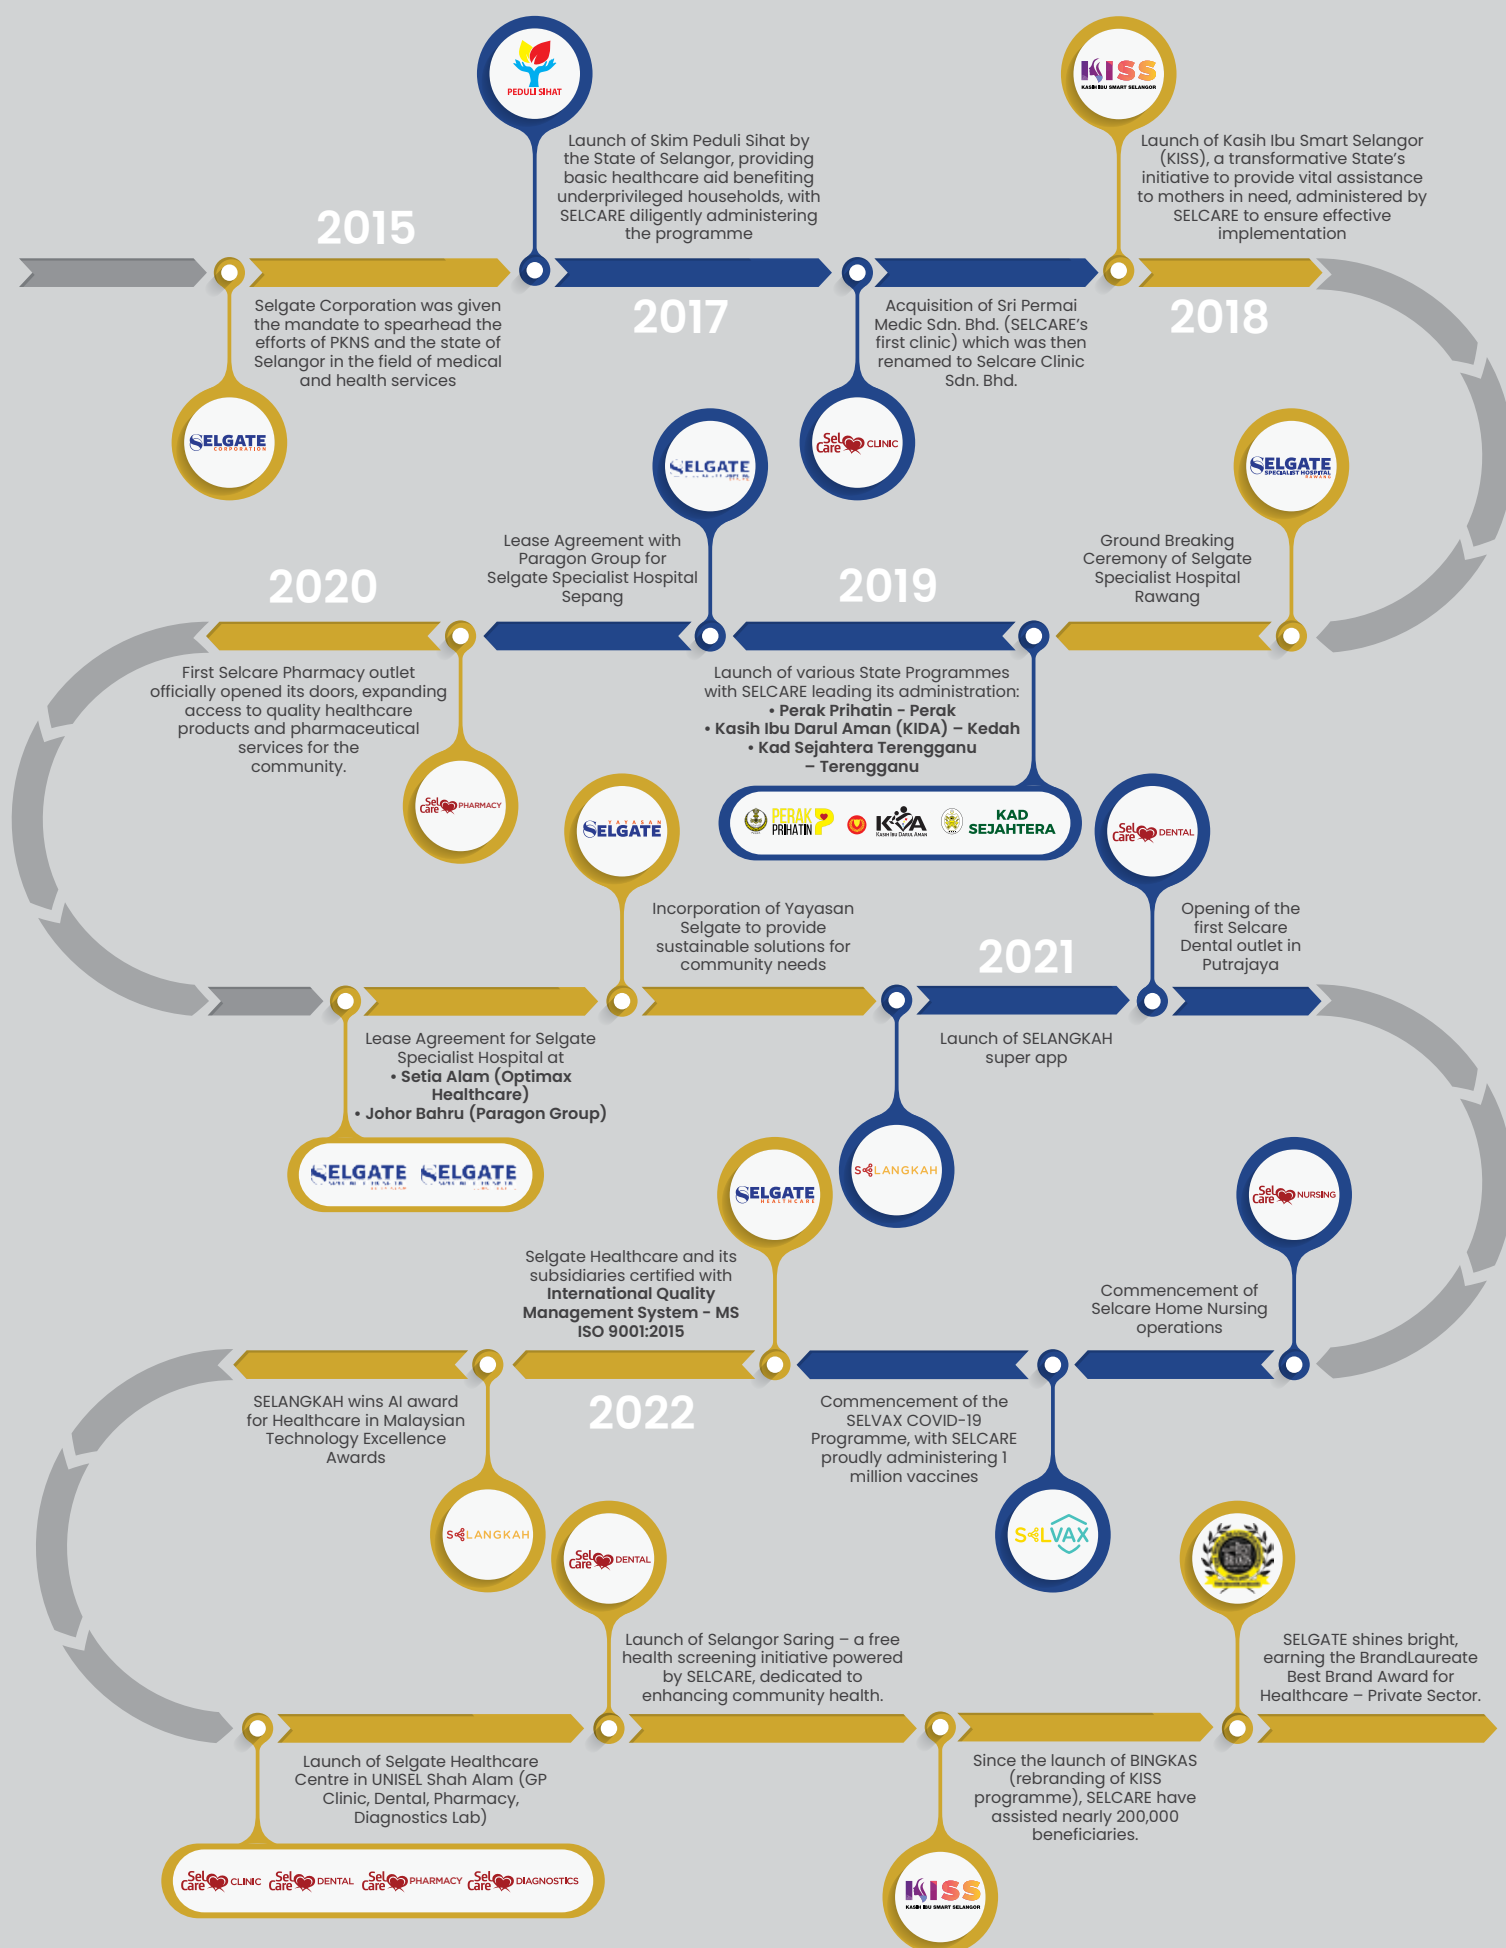 PEDULI SIHAT
Launch of Skim Peduli Sihat by
the State of Selangor, providing
basic healthcare aid benefiting
underprivileged households, with
SELCARE diligently administering
the programme
KISS
KASIH IBU SMART SELANGOR
Launch of Kasih Ibu Smart Selangor
(KISS), a transformative State's
initiative to provide vital assistance
to mothers in need, administered by
SELCARE to ensure effective
implementation
2015
Selgate Corporation was given
the mandate to spearhead the
efforts of PKNS and the state of
Selangor in the field of medical
and health services
SELGATE
CORPORATION
2017
Acquisition of Sri Permai
Medic Sdn. Bhd. (SELCARE's
first clinic) which was then
renamed to Selcare Clinic
Sdn. Bhd.
Sel
Care CLINIC
2018
SELGATE
SPECIALIST HOSPITAL
RAWANG
Ground Breaking
Ceremony of Selgate
Specialist Hospital
Rawang
2019
Launch of various State Programmes
with SELCARE leading its administration:
• Perak Prihatin - Perak
• Kasih Ibu Darul Aman (KIDA) – Kedah
• Kad Sejahtera Terengganu
– Terengganu
PERAK
PRIHATIN
KASIH IBU DARUL AMAN
KAD
SEJAHTERA
SELGATE
Lease Agreement with
Paragon Group for
Selgate Specialist Hospital
Sepang
2020
First Selcare Pharmacy outlet
officially opened its doors, expanding
access to quality healthcare
products and pharmaceutical
services for the
community.
Sel
Care PHARMACY
Lease Agreement for Selgate
Specialist Hospital at
• Setia Alam (Optimax
Healthcare)
• Johor Bahru (Paragon Group)
SELGATE SELGATE
YAYASAN
SELGATE
Incorporation of Yayasan
Selgate to provide
sustainable solutions for
community needs
2021
Launch of SELANGKAH
super app
SELANGKAH
Sel
Care DENTAL
Opening of the
first Selcare
Dental outlet in
Putrajaya
Sel
Care NURSING
Commencement of
Selcare Home Nursing
operations
Commencement of the
SELVAX COVID-19
Programme, with SELCARE
proudly administering 1
million vaccines
SELVAX
SELGATE
HEALTHCARE
Selgate Healthcare and its
subsidiaries certified with
International Quality
Management System - MS
ISO 9001:2015
2022
SELANGKAH wins AI award
for Healthcare in Malaysian
Technology Excellence
Awards
SELANGKAH
Launch of Selgate Healthcare
Centre in UNISEL Shah Alam (GP
Clinic, Dental, Pharmacy,
Diagnostics Lab)
Sel
Care CLINIC
Sel
Care DENTAL
Sel
Care PHARMACY
Sel
Care DIAGNOSTICS
Sel
Care DENTAL
Launch of Selangor Saring – a free
health screening initiative powered
by SELCARE, dedicated to
enhancing community health.
Since the launch of BINGKAS
(rebranding of KISS
programme), SELCARE have
assisted nearly 200,000
beneficiaries.
KISS
KASIH IBU SMART SELANGOR
SELGATE shines bright,
earning the BrandLaureate
Best Brand Award for
Healthcare – Private Sector.